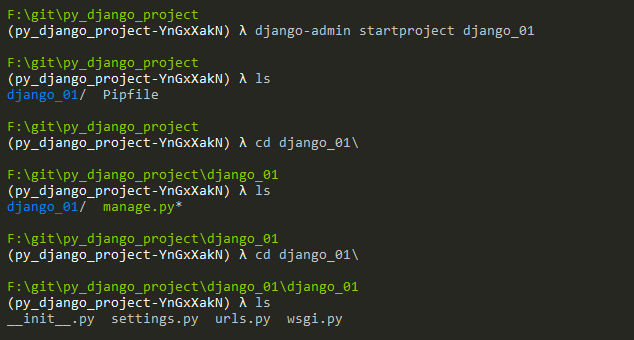 F:\git\py_django_project
(py_django_project-YnGxXakN) λ django-admin startproject django_01
F:\git\py_django_project
(py_django_project-YnGxXakN) λ ls
django_01/  Pipfile
F:\git\py_django_project
(py_django_project-YnGxXakN) λ cd django_01\
F:\git\py_django_project\django_01
(py_django_project-YnGxXakN) λ ls
django_01/  manage.py*
F:\git\py_django_project\django_01
(py_django_project-YnGxXakN) λ cd django_01\
F:\git\py_django_project\django_01\django_01
(py_django_project-YnGxXakN) λ ls
__init__.py  settings.py  urls.py  wsgi.py